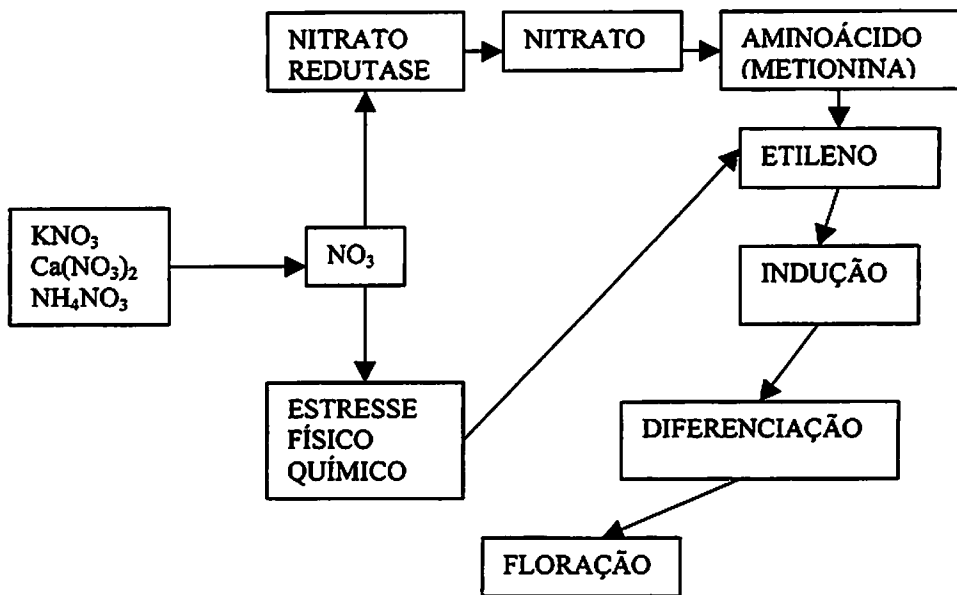 NITRATO
REDUTASE
NITRATO
AMINOÁCIDO
(METIONINA)
ETILENO
KNO₃
Ca(NO₃)₂
NH₄NO₃
NO₃
INDUÇÃO
ESTRESSE
FÍSICO
QUÍMICO
DIFERENCIAÇÃO
FLORAÇÃO